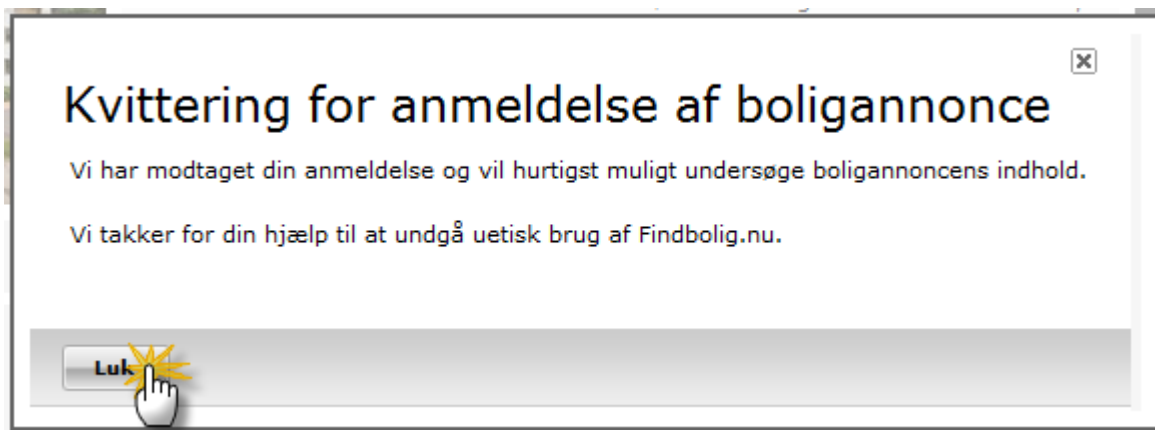 Kvittering for anmeldelse af boligannonce
Vi har modtaget din anmeldelse og vil hurtigst muligt undersøge boligannoncens indhold.
Vi takker for din hjælp til at undgå uetisk brug af Findbolig.nu.
Luk